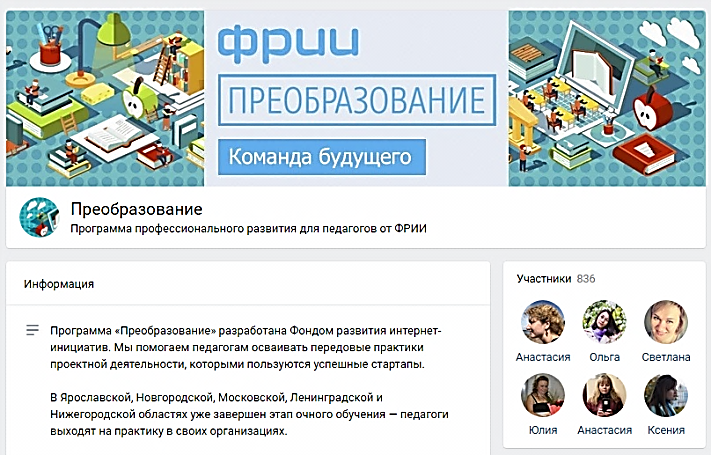 фрии
ПРЕОБРАЗОВАНИЕ
Команда будущего
Преобразование
Программа профессионального развития для педагогов от ФРИИ
Информация
Программа «Преобразование» разработана Фондом развития интернет-
инициатив. Мы помогаем педагогам осваивать передовые практики
проектной деятельности, которыми пользуются успешные стартапы.
В Ярославской, Новгородской, Московской, Ленинградской и
Нижегородской областях уже завершен этап очного обучения — педагоги
выходят на практику в своих организациях.
Участники 836
Анастасия Ольга Светлана
Юлия Анастасия Ксения